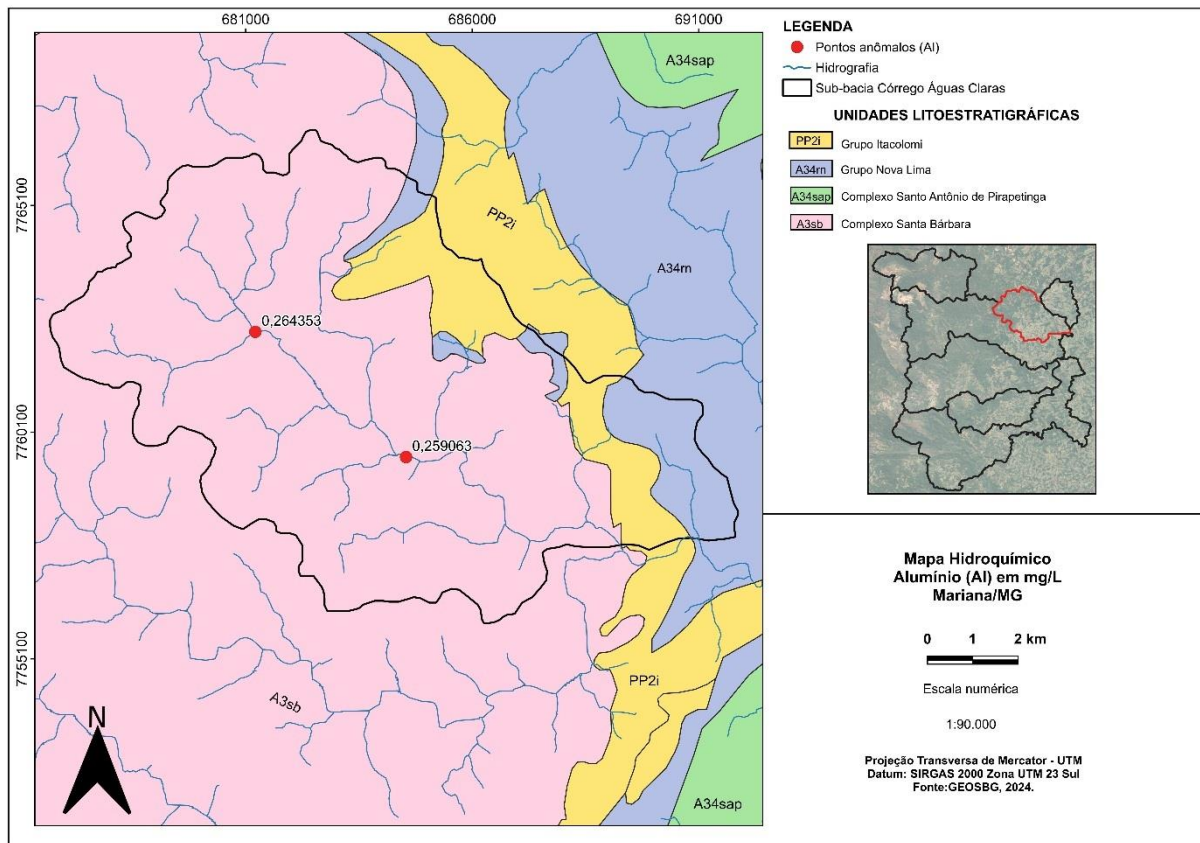 681000
686000
691000
7765100
7760100
7755100
A34sap
PP2i
A34rn
0,264353
0,259063
PP2i
A3sb
A34sap
N
LEGENDA
Pontos anômalos (Al)
Hidrografia
Sub-bacia Córrego Águas Claras
UNIDADES LITOESTRATIGRÁFICAS
PP2i Grupo Itacolomi
A34rn Grupo Nova Lima
A34sap Complexo Santo Antônio de Pirapetinga
A3sb Complexo Santa Bárbara
Mapa Hidroquímico
Alumínio (Al) em mg/L
Mariana/MG
0 1 2 km
Escala numérica
1:90.000
Projeção Transversa de Mercator - UTM
Datum: SIRGAS 2000 Zona UTM 23 Sul
Fonte:GEOSBG, 2024.